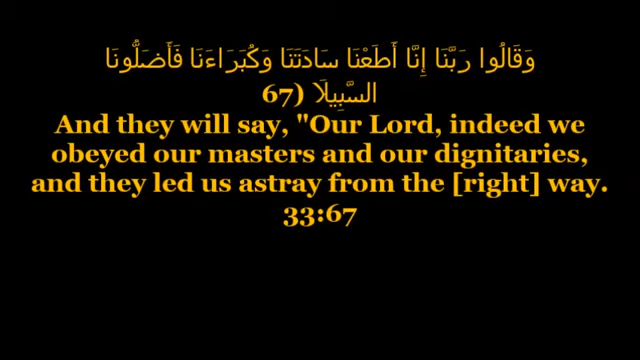 وَقَالُوا رَبَّنَا إِنَّا أَطَعْنَا سَادَتَنَا وَكُبَرَاءَنَا فَأَضَلُّونَا
السَّبِيلَا (67
And they will say, "Our Lord, indeed we
obeyed our masters and our dignitaries,
and they led us astray from the [right] way.
33:67